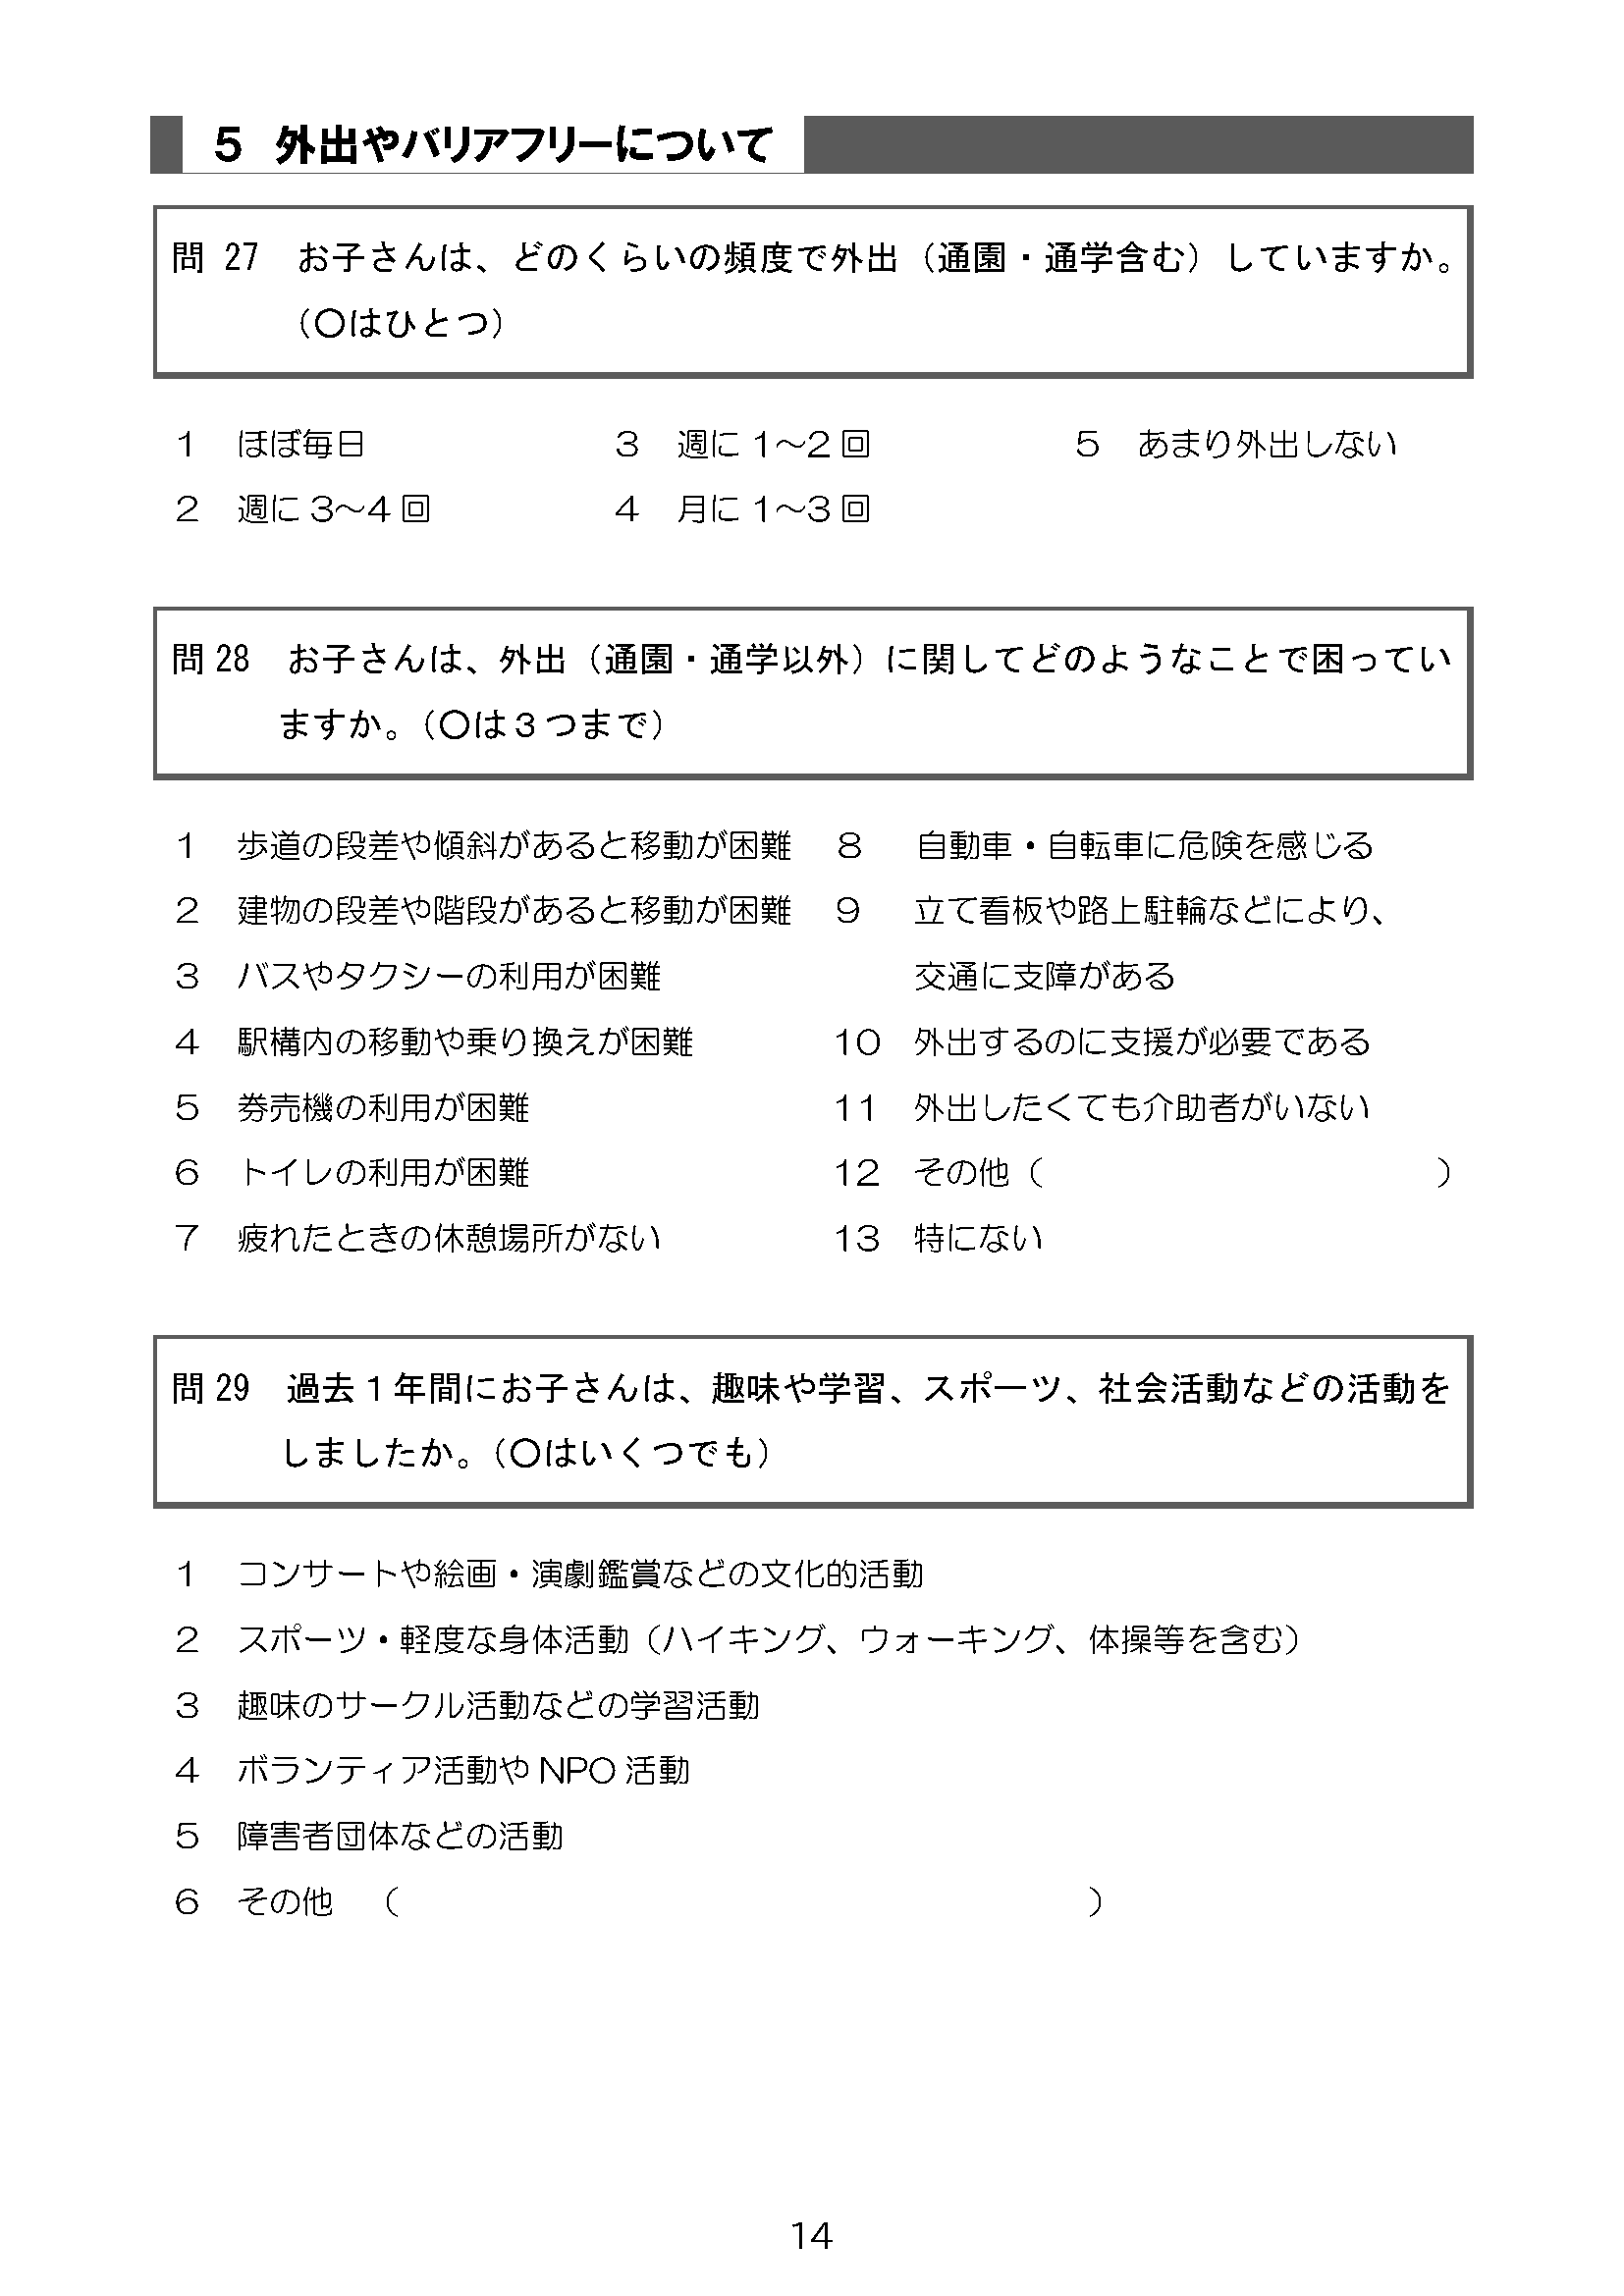 5 外出やバリアフリーについて
問 27 お子さんは、どのくらいの頻度で外出（通園・通学含む）していますか。
（〇はひとつ）
1 ほぼ毎日
2 週に3～4回
3 週に1～2回
4 月に1～3回
5 あまり外出しない
問28 お子さんは、外出（通園・通学以外）に関してどのようなことで困ってい
ますか。（〇は３つまで）
1 歩道の段差や傾斜があると移動が困難
2 建物の段差や階段があると移動が困難
3 バスやタクシーの利用が困難
4 駅構内の移動や乗り換えが困難
5 券売機の利用が困難
6 トイレの利用が困難
7 疲れたときの休憩場所がない
8 自動車・自転車に危険を感じる
9 立て看板や路上駐輪などにより、
交通に支障がある
10 外出するのに支援が必要である
11 外出したくても介助者がいない
12 その他（ ）
13 特にない
問29 過去1年間にお子さんは、趣味や学習、スポーツ、社会活動などの活動を
しましたか。（〇はいくつでも）
1 コンサートや絵画・演劇鑑賞などの文化的活動
2 スポーツ・軽度な身体活動（ハイキング、ウォーキング、体操等を含む）
3 趣味のサークル活動などの学習活動
4 ボランティア活動やNPO活動
5 障害者団体などの活動
6 その他 （ ）
14